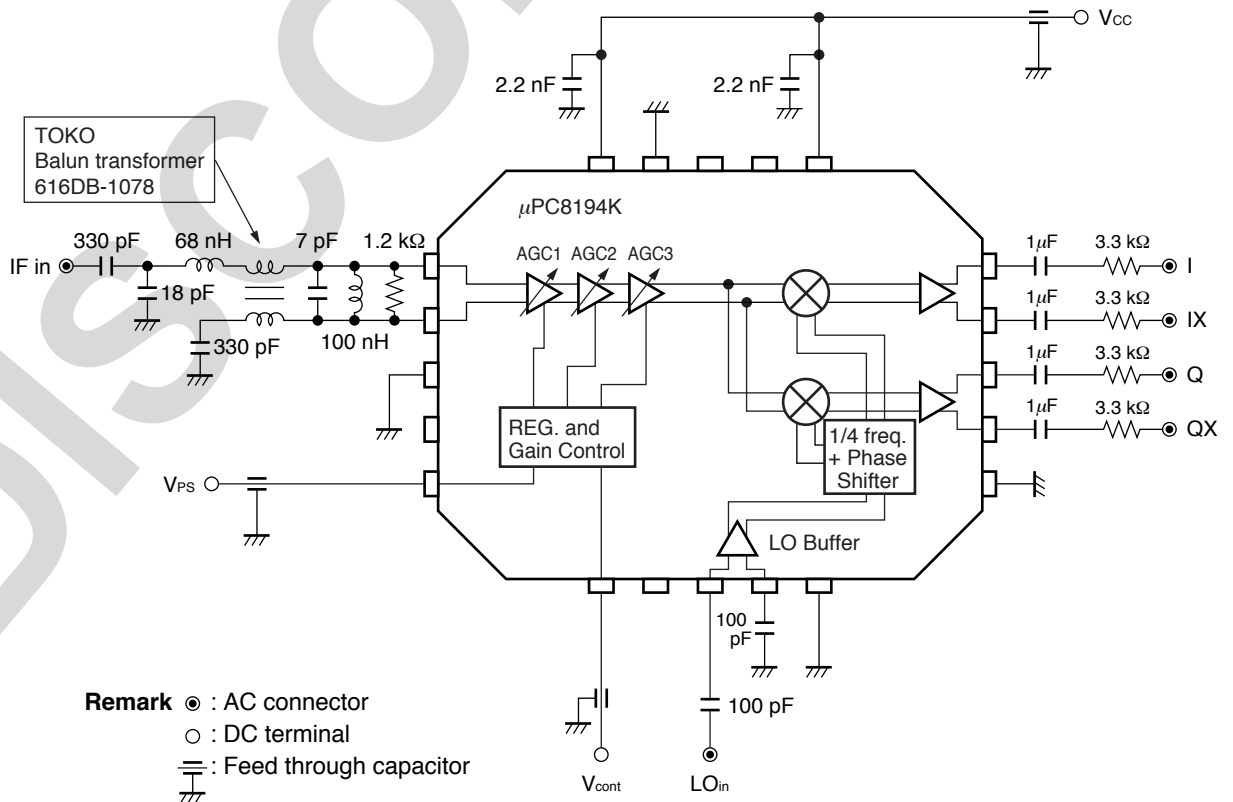 VCC
2.2 nF
2.2 nF
TOKO
Balun transformer
616DB-1078
μPC8194K
330 pF
68 nH
7 pF
1.2 kΩ
AGC1
AGC2
AGC3
1μF
3.3 kΩ
IF in
I
18 pF
1μF
3.3 kΩ
IX
330 pF
100 nH
1μF
3.3 kΩ
Q
1μF
3.3 kΩ
QX
REG. and
Gain Control
1/4 freq.
+ Phase
Shifter
VPS
LO Buffer
100
pF
100 pF
Vcont
LOin
Remark
: AC connector
: DC terminal
: Feed through capacitor
DISCON